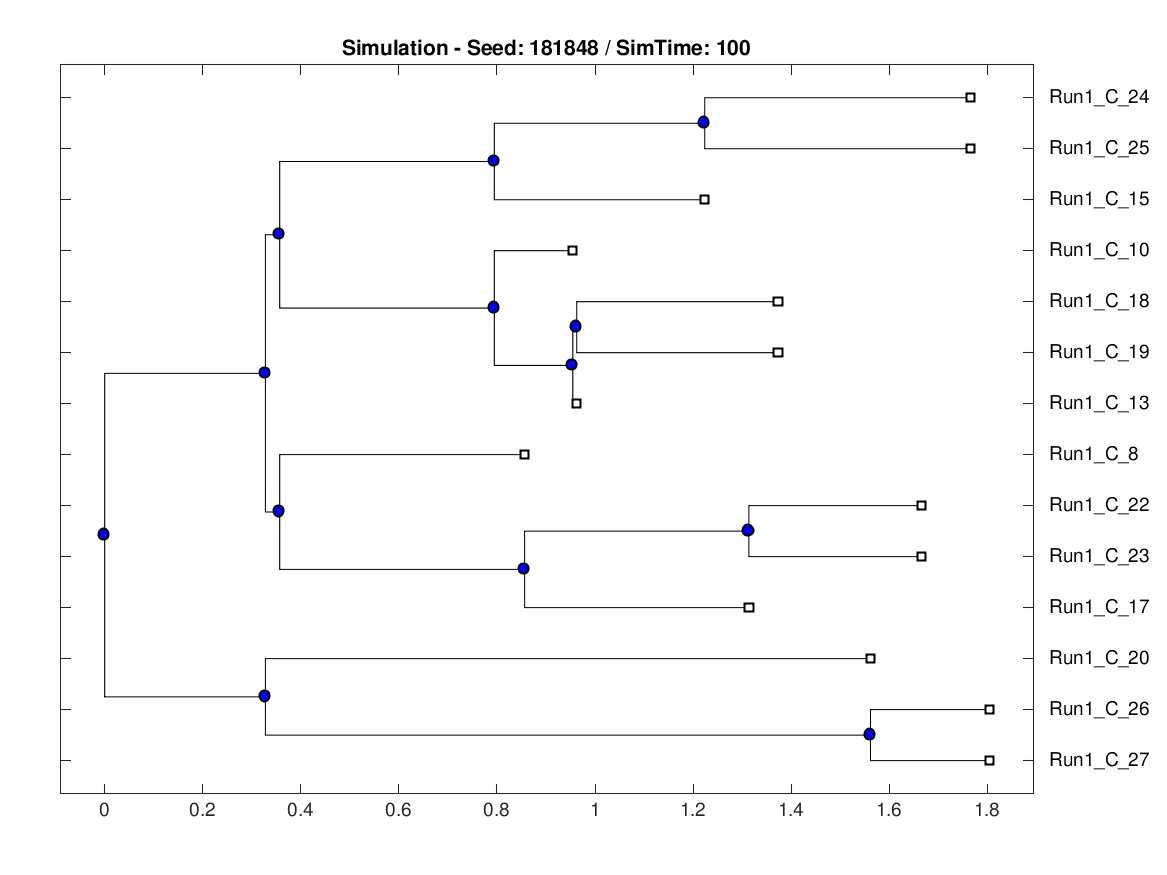 Simulation - Seed: 181848 / SimTime: 100
Run1_C_24
Run1_C_25
Run1_C_15
Run1_C_10
Run1_C_18
Run1_C_19
Run1_C_13
Run1_C_8
Run1_C_22
Run1_C_23
Run1_C_17
Run1_C_20
Run1_C_26
Run1_C_27
0 0.2 0.4 0.6 0.8 1 1.2 1.4 1.6 1.8